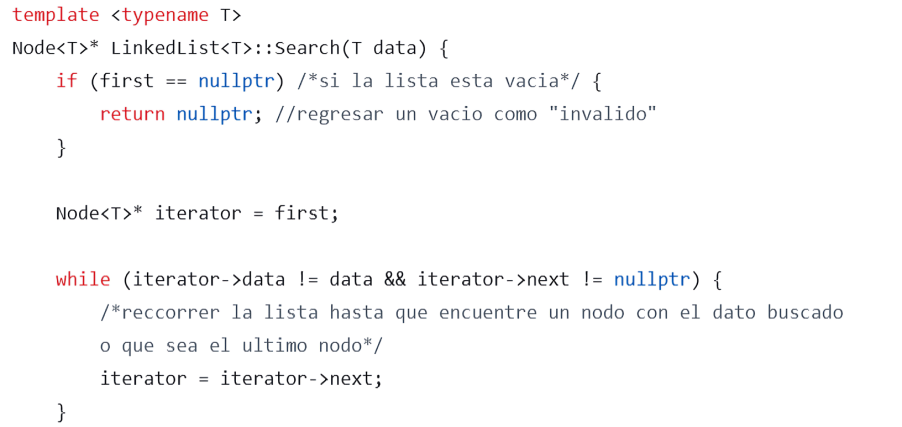 template <typename T>
Node<T>* LinkedList<T>::Search(T data) {
    if (first == nullptr) /*si la lista esta vacia*/ {
        return nullptr; //regresar un vacio como "invalido"
    }

    Node<T>* iterator = first;

    while (iterator->data != data && iterator->next != nullptr) {
        /*reccorrer la lista hasta que encuentre un nodo con el dato buscado
        o que sea el ultimo nodo*/
        iterator = iterator->next;
    }